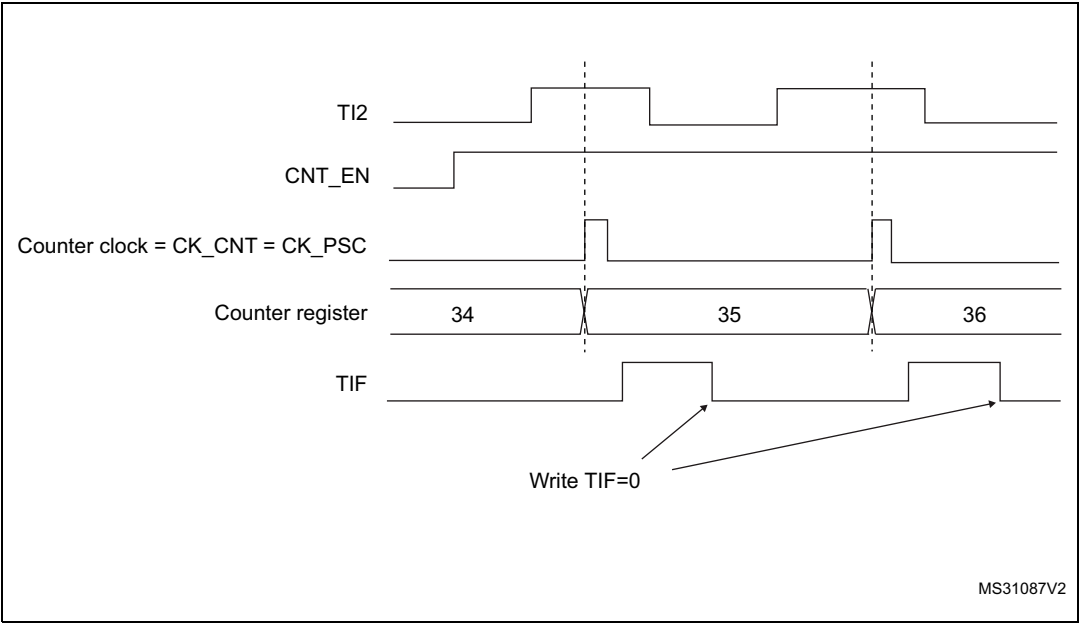 TI2
CNT_EN
Counter clock = CK_CNT = CK_PSC
Counter register
34
35
36
TIF
Write TIF=0
MS31087V2